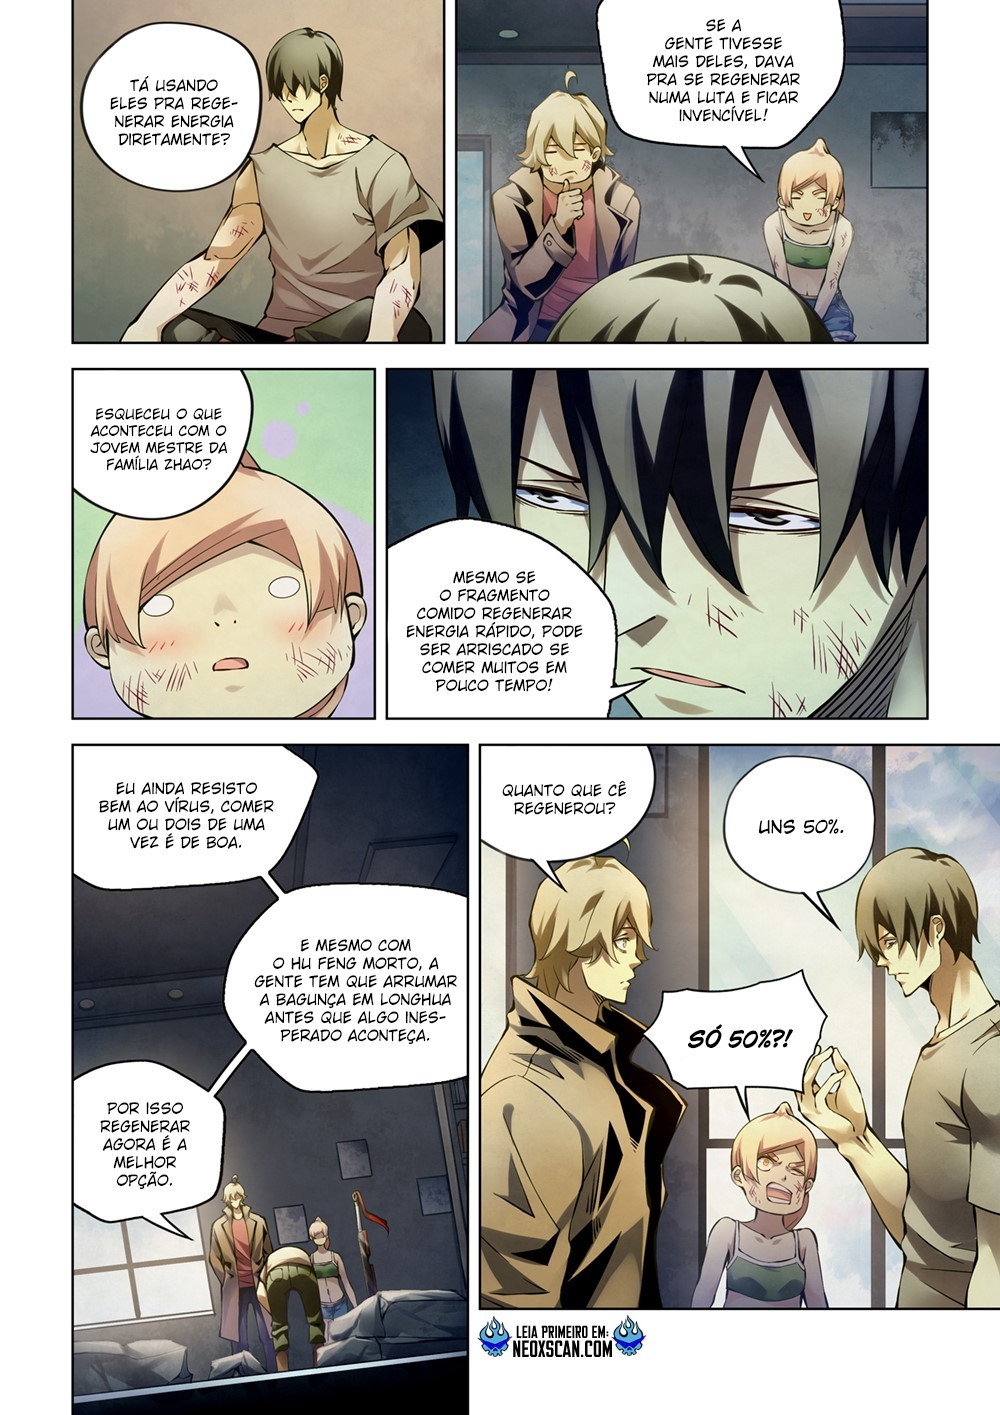 TÁ USANDO
ELES PRA REGE-
NERAR ENERGIA
DIRETAMENTE?
SE A
GENTE TIVESSE
MAIS DELES, DAVA
PRA SE REGENERAR
NUMA LUTA E FICAR
INVENCÍVEL!
ESQUECEU O QUE
ACONTECEU COM O
JOVEM MESTRE DA
FAMÍLIA ZHAO?
MESMO SE
O FRAGMENTO
COMIDO REGENERAR
ENERGIA RÁPIDO, PODE
SER ARRISCADO SE
COMER MUITOS EM
POUCO TEMPO!
EU AINDA RESISTO
BEM AO VÍRUS, COMER
UM OU DOIS DE UMA
VEZ É DE BOA.
E MESMO COM
O HU FENG MORTO, A
GENTE TEM QUE ARRUMAR
A BAGUNÇA EM LONGHUA
ANTES QUE ALGO INES-
PERADO ACONTEÇA.
POR ISSO
REGENERAR
AGORA É A
MELHOR
OPÇÃO.
QUANTO QUE CÊ
REGENEROU?
UNS 50%.
SÓ 50%?!
LEIA PRIMEIRO EM:
NEOXSCAN.COM